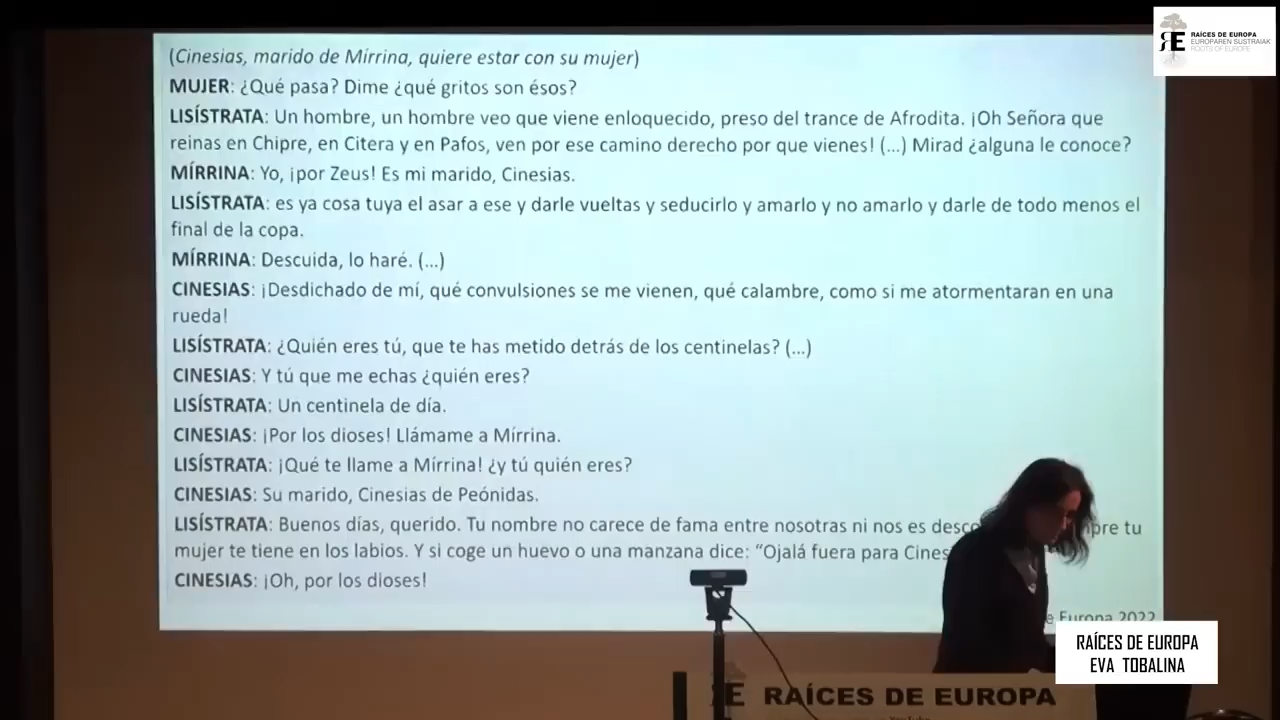 (Cinesias, marido de Mírrina, quiere estar con su mujer)
MUJER: ¿Qué pasa? Dime ¿qué gritos son ésos?
LISÍSTRATA: Un hombre, un hombre veo que viene enloquecido, preso del trance de Afrodita. ¡Oh Señora que
reinas en Chipre, en Citera y en Pafos, ven por ese camino derecho por que vienes! (...) Mirad ¿alguna le conoce?
MÍRRINA: Yo, ¡por Zeus! Es mi marido, Cinesias.
LISÍSTRATA: es ya cosa tuya el asar a ese y darle vueltas y seducirlo y amarlo y no amarlo y darle de todo menos el
final de la copa.
MÍRRINA: Descuida, lo haré. (...)
CINESIAS: ¡Desdichado de mí, qué convulsiones se me vienen, qué calambre, como si me atormentaran en una
rueda!
LISÍSTRATA: ¿Quién eres tú, que te has metido detrás de los centinelas? (...)
CINESIAS: Y tú que me echas ¿quién eres?
LISÍSTRATA: Un centinela de día.
CINESIAS: ¡Por los dioses! Llámame a Mírrina.
LISÍSTRATA: ¡Qué te llame a Mírrina! ¿y tú quién eres?
CINESIAS: Su marido, Cinesias de Peónidas.
LISÍSTRATA: Buenos días, querido. Tu nombre no carece de fama entre nosotras ni nos es desco pre tu
mujer te tiene en los labios. Y si coge un huevo o una manzana dice: “Ojalá fuera para Cines
CINESIAS: ¡Oh, por los dioses!
e Europa 2022
RE RAÍCES DE EUROPA
EUROPAREN SUSTRAIAK
ROOTS OF EUROPE
RAÍCES DE EUROPA
EVA TOBALINA
E RAÍCES DE EUROPA